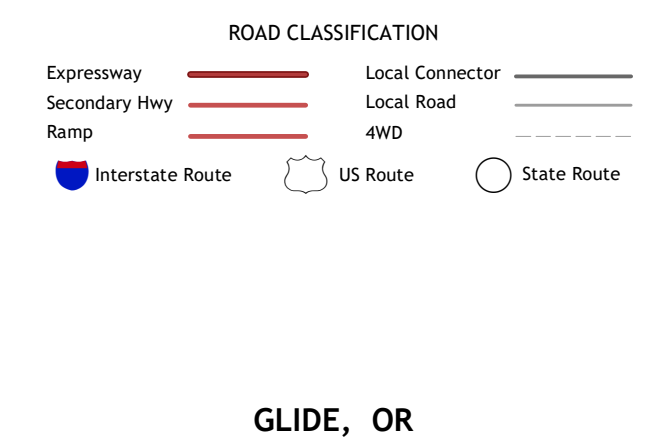 ROAD CLASSIFICATION
Expressway
Secondary Hwy
Ramp
Local Connector
Local Road
4WD
Interstate Route
US Route
State Route
GLIDE, OR